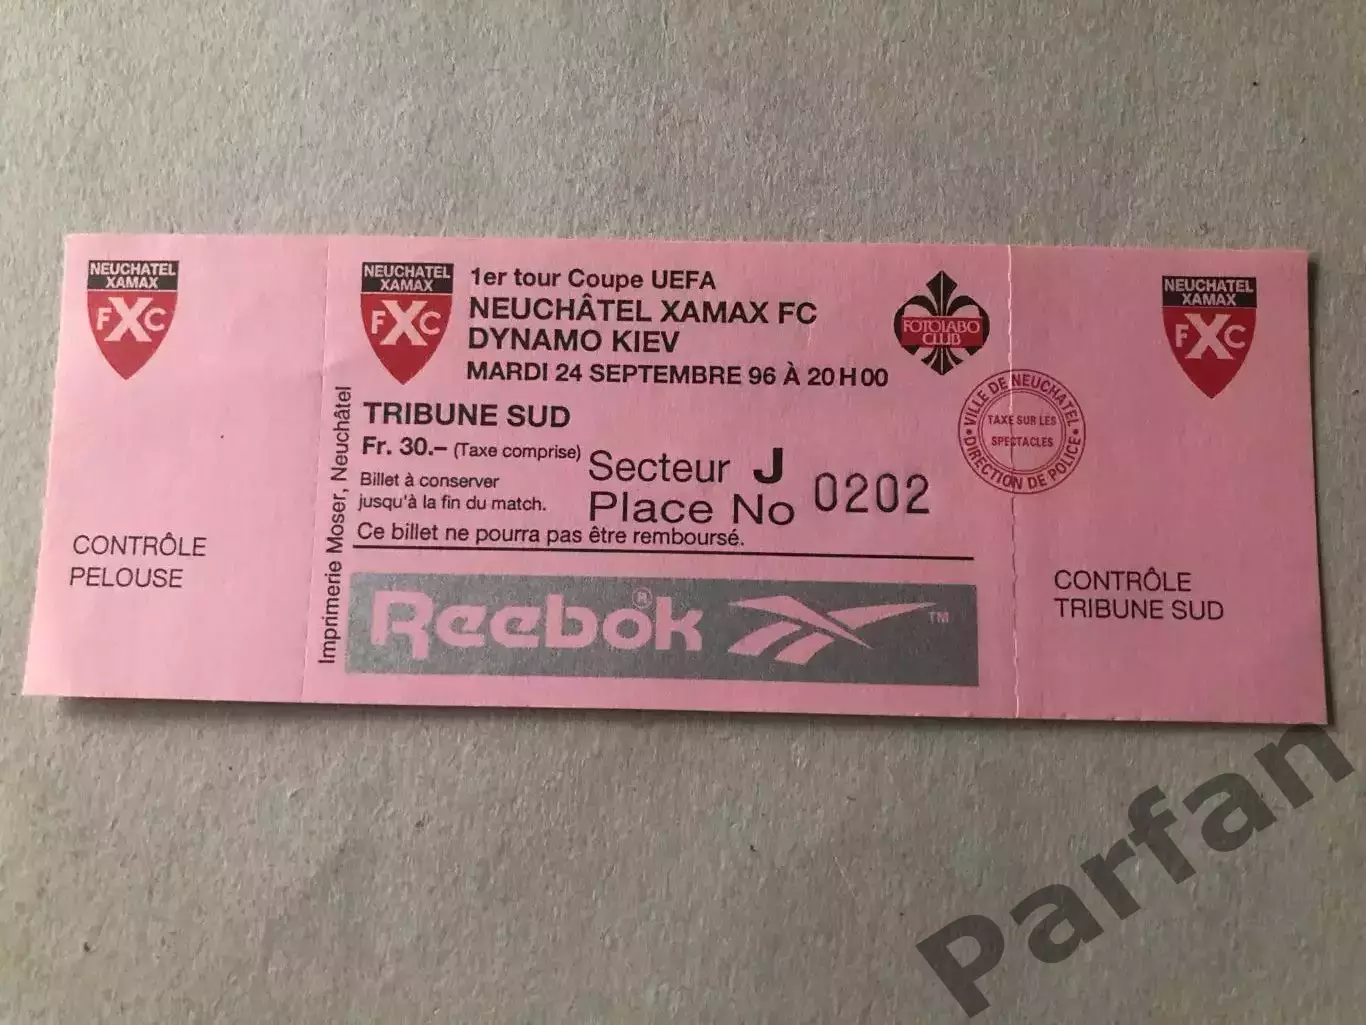 NEUCHATEL
XAMAX
FXC
CONTRÔLE
PELOUSE
Imprimerie Moser, Neuchâtel
NEUCHATEL
XAMAX
FXC
1er tour Coupe UEFA
NEUCHÂTEL XAMAX FC
DYNAMO KIEV
MARDI 24 SEPTEMBRE 96 À 20 H 00
FOTOLABO
CLUB
TRIBUNE SUD
Fr. 30.– (Taxe comprise)
Billet à conserver
jusqu'à la fin du match.
Secteur J
Place No 0202
Ce billet ne pourra pas être remboursé.
Reebok® ™
VILLE DE NEUCHATEL
TAXE SUR LES
SPECTACLES
DIRECTION DE POLICE
NEUCHATEL
XAMAX
FXC
CONTRÔLE
TRIBUNE SUD
Parfan